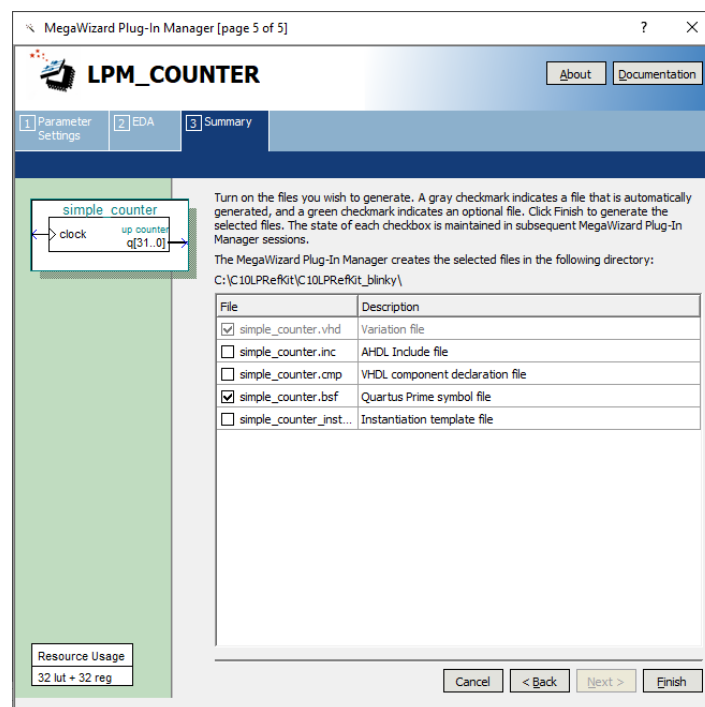 MegaWizard Plug-In Manager [page 5 of 5]
? ×
LPM_COUNTER
About
Documentation
1 Parameter Settings
2 EDA
3 Summary
simple_counter
clock
up counter
q[31..0]
Turn on the files you wish to generate. A gray checkmark indicates a file that is automatically
generated, and a green checkmark indicates an optional file. Click Finish to generate the
selected files. The state of each checkbox is maintained in subsequent MegaWizard Plug-In
Manager sessions.
The MegaWizard Plug-In Manager creates the selected files in the following directory:
C:\C10LPRefKit\C10LPRefKit_blinky\
File Description
simple_counter.vhd Variation file
simple_counter.inc AHDL Include file
simple_counter.cmp VHDL component declaration file
simple_counter.bsf Quartus Prime symbol file
simple_counter_inst... Instantiation template file
Resource Usage
32 lut + 32 reg
Cancel
< Back
Next >
Finish